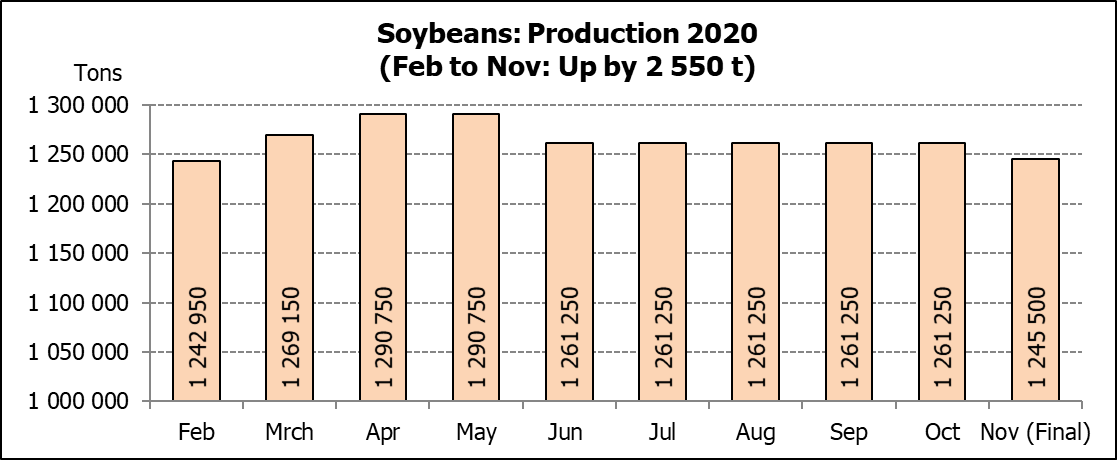 Soybeans: Production 2020
(Feb to Nov: Up by 2 550 t)
Tons
1 300 000
1 250 000
1 200 000
1 150 000
1 100 000
1 050 000
1 000 000
1 242 950
1 269 150
1 290 750
1 290 750
1 261 250
1 261 250
1 261 250
1 261 250
1 261 250
1 245 500
Feb Mrch Apr May Jun Jul Aug Sep Oct Nov (Final)